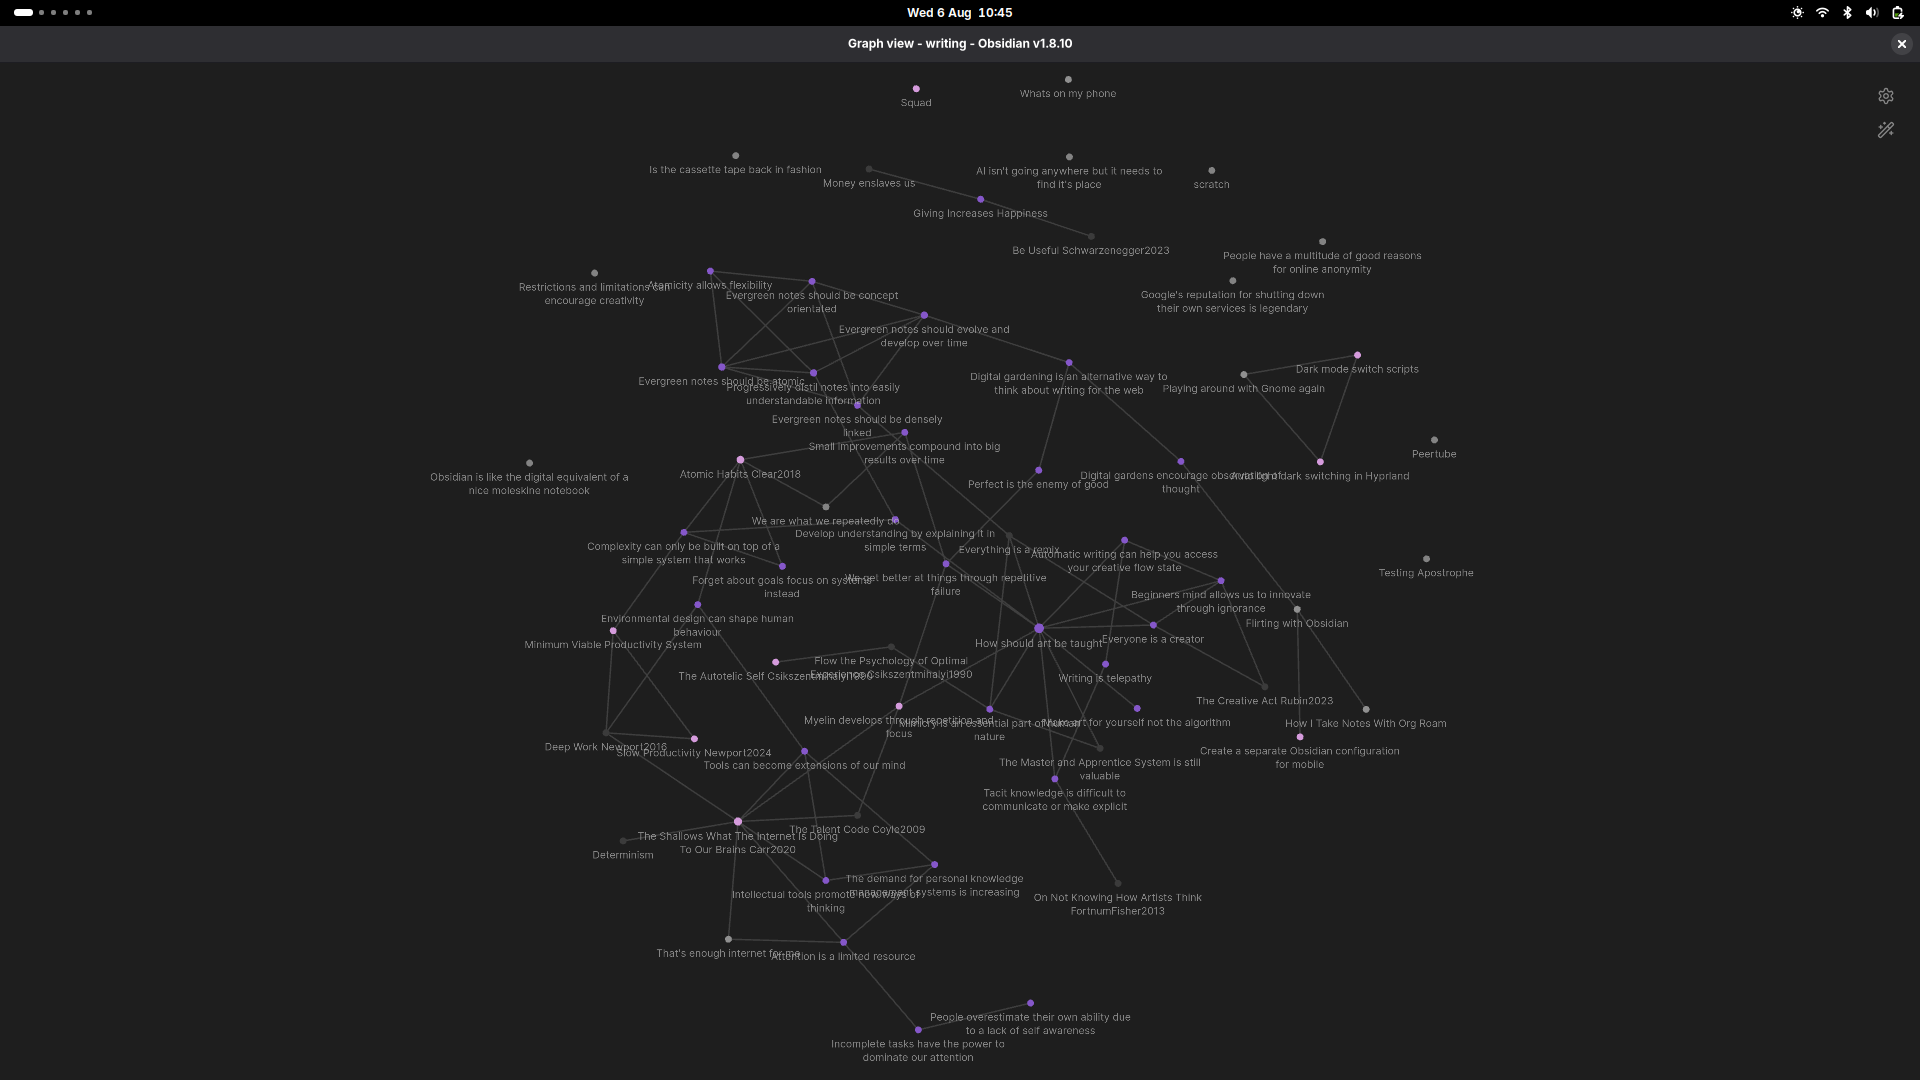 Wed 6 Aug 10:45
Graph view - writing - Obsidian v1.8.10
Squad
Whats on my phone
Is the cassette tape back in fashion
Money enslaves us
AI isn't going anywhere but it needs to
find it's place
scratch
Giving Increases Happiness
Be Useful Schwarzenegger2023
People have a multitude of good reasons
for online anonymity
Restrictions and limitations can
encourage creativity
Atomicity allows flexibility
Evergreen notes should be concept
orientated
Google's reputation for shutting down
their own services is legendary
Evergreen notes should evolve and
develop over time
Dark mode switch scripts
Evergreen notes should be atomic
Progressively distil notes into easily
understandable information
Digital gardening is an alternative way to
think about writing for the web
Playing around with Gnome again
Evergreen notes should be densely
linked
Small improvements compound into big
results over time
Peertube
Obsidian is like the digital equivalent of a
nice moleskine notebook
Atomic Habits Clear2018
Perfect is the enemy of good
Digital gardens encourage
thought
dark switching in Hyprland
We are what we repeatedly do
Develop understanding by explaining it in
simple terms
Complexity can only be built on top of a
simple system that works
Everything is a remix
Automatic writing can help you access
your creative flow state
Testing Apostrophe
Forget about goals focus on systems
instead
We get better at things through repetitive
failure
Beginners mind allows us to innovate
through ignorance
Environmental design can shape human
behaviour
Flirting with Obsidian
Minimum Viable Productivity System
How should art be taught
Everyone is a creator
Flow the Psychology of Optimal
Experience Csikszentmihalyi1990
The Autotelic Self Csikszentmihalyi1990
Writing is telepathy
The Creative Act Rubin2023
Myelin develops through repetition and
focus
Mimicry is an essential part of human
nature
Make art for yourself not the algorithm
How I Take Notes With Org Roam
Deep Work Newport2016
Slow Productivity Newport2024
Create a separate Obsidian configuration
for mobile
Tools can become extensions of our mind
The Master and Apprentice System is still
valuable
Tacit knowledge is difficult to
communicate or make explicit
The Shallows What The Internet Is Doing
To Our Brains Carr2020
The Talent Code Coyle2009
Determinism
The demand for personal knowledge
management systems is increasing
Intellectual tools promote new ways of
thinking
On Not Knowing How Artists Think
FortnumFisher2013
That's enough internet for me
Attention is a limited resource
People overestimate their own ability due
to a lack of self awareness
Incomplete tasks have the power to
dominate our attention